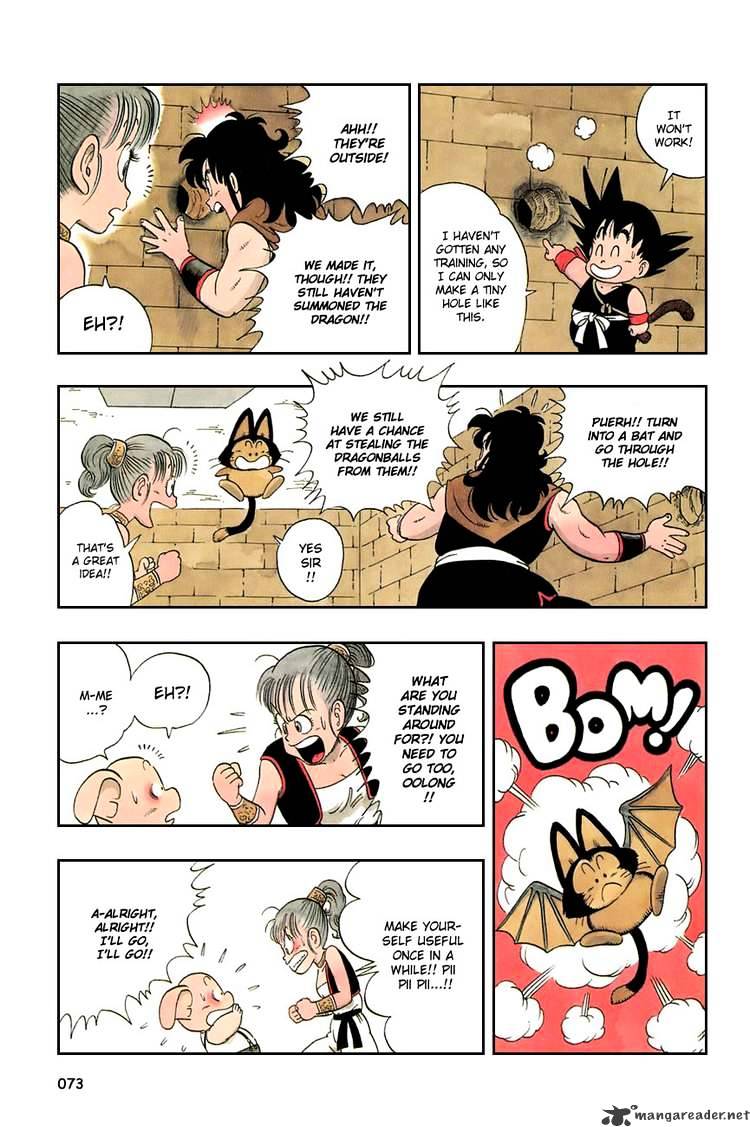 AHH!!
THEY'RE
OUTSIDE!
WE MADE IT,
THOUGH!! THEY
STILL HAVEN'T
SUMMONED THE
DRAGON!!
EH?!
IT
WON'T
WORK!
I HAVEN'T
GOTTEN ANY
TRAINING, SO
I CAN ONLY
MAKE A TINY
HOLE LIKE
THIS.
THAT'S
A GREAT
IDEA!!
YES
SIR
!!
WE STILL
HAVE A CHANCE
AT STEALING THE
DRAGONBALLS
FROM THEM!!
PUERH!! TURN
INTO A BAT AND
GO THROUGH
THE HOLE!!
M-ME
...?
EH?!
WHAT
ARE YOU
STANDING
AROUND
FOR?! YOU
NEED TO
GO TOO,
OOLONG
!!
BOM!
A-ALRIGHT,
ALRIGHT!!
I'LL GO,
I'LL GO!!
MAKE YOUR-
SELF USEFUL
ONCE IN A
WHILE!! PII
PII PII...!!
073
mangareader.net